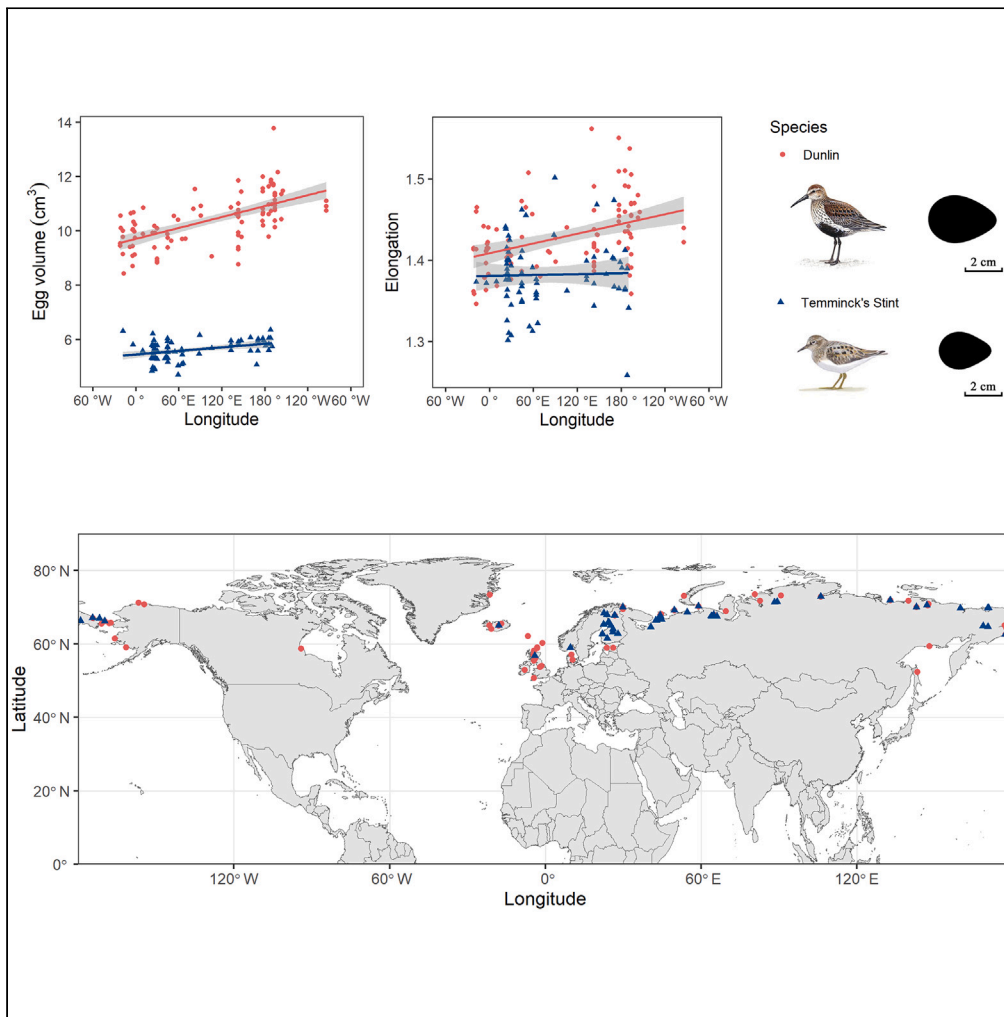 14
12
10
8
6
Egg volume (cm³)
60 °W 0 ° 60 °E 120 °E 180 °E 120 °W 60 °W
Longitude
1.5
1.4
1.3
Elongation
60 °W 0 ° 60 °E 120 °E 180 °E 120 °W 60 °W
Longitude
Species
Dunlin
2 cm
Temminck's Stint
2 cm
80° N
60° N
40° N
20° N
0°
Latitude
120° W 60° W 0° 60° E 120° E
Longitude